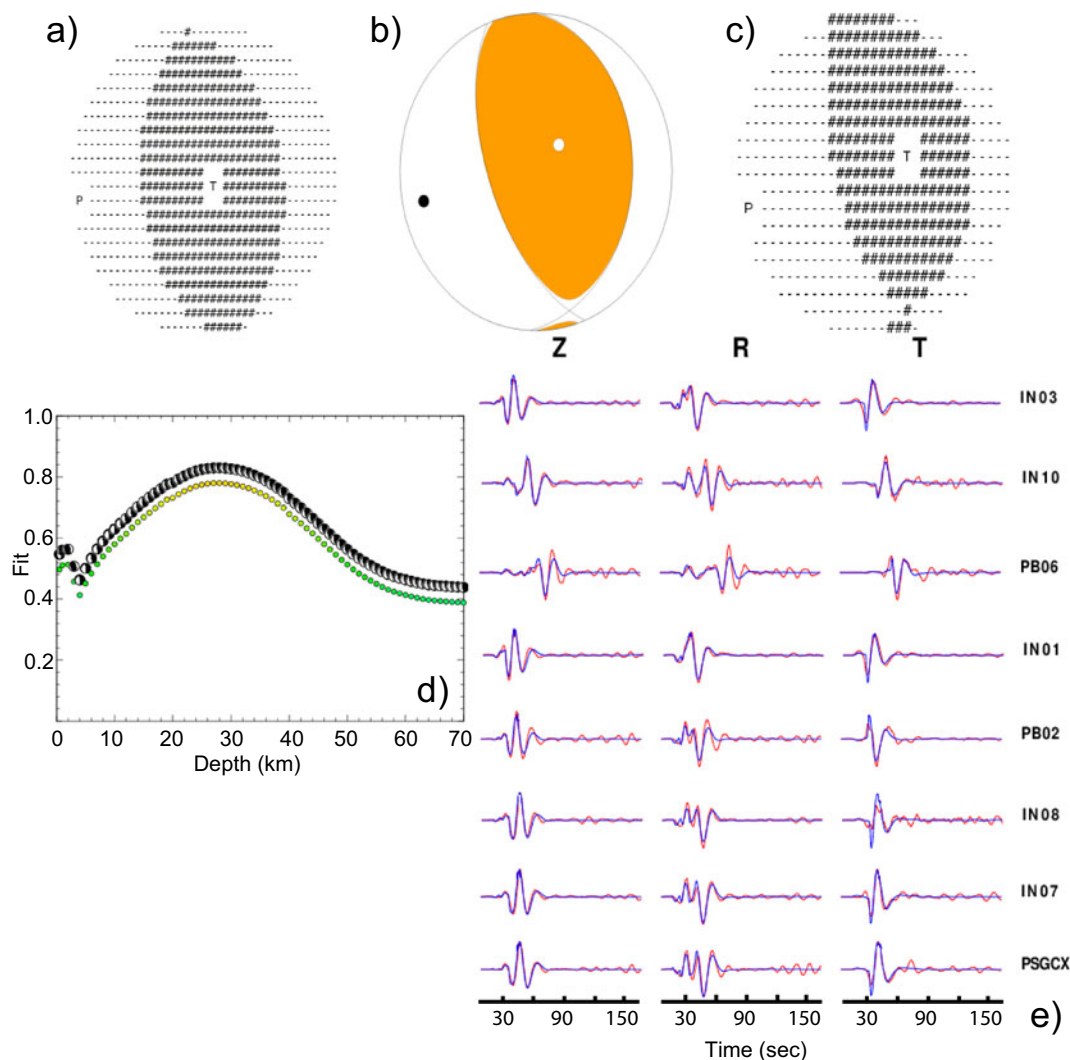 a)
b)
c)
T
P
T
P
Z R T
IN03
IN10
PB06
IN01
PB02
IN08
IN07
PSGCX
1.0
0.8
0.6
0.4
0.2
Fit
0 10 20 30 40 50 60 70
Depth (km)
d)
30 90 150 30 90 150 30 90 150
Time (sec)
e)